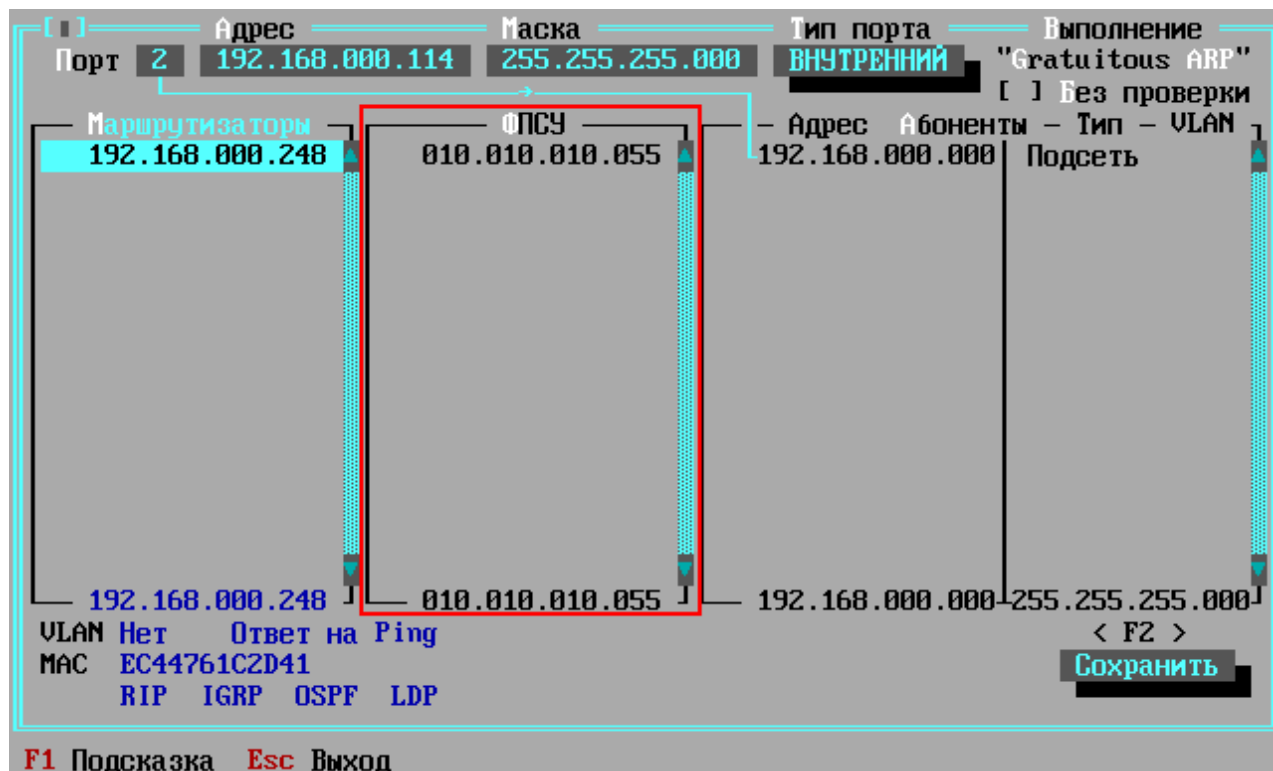 [▮] Адрес Маска Тип порта Выполнение
Порт 2 192.168.000.114 255.255.255.000 ВНУТРЕННИЙ "Gratuitous ARP"
[ ] Без проверки
Маршрутизаторы ФПСУ Адрес Абоненты – Тип – VLAN
192.168.000.248 010.010.010.055 192.168.000.000 Подсеть
192.168.000.248 010.010.010.055 192.168.000.000 255.255.255.000
VLAN Нет Ответ на Ping < F2 >
MAC EC44761C2D41 Сохранить
RIP IGRP OSPF LDP
F1 Подсказка Esc Выход